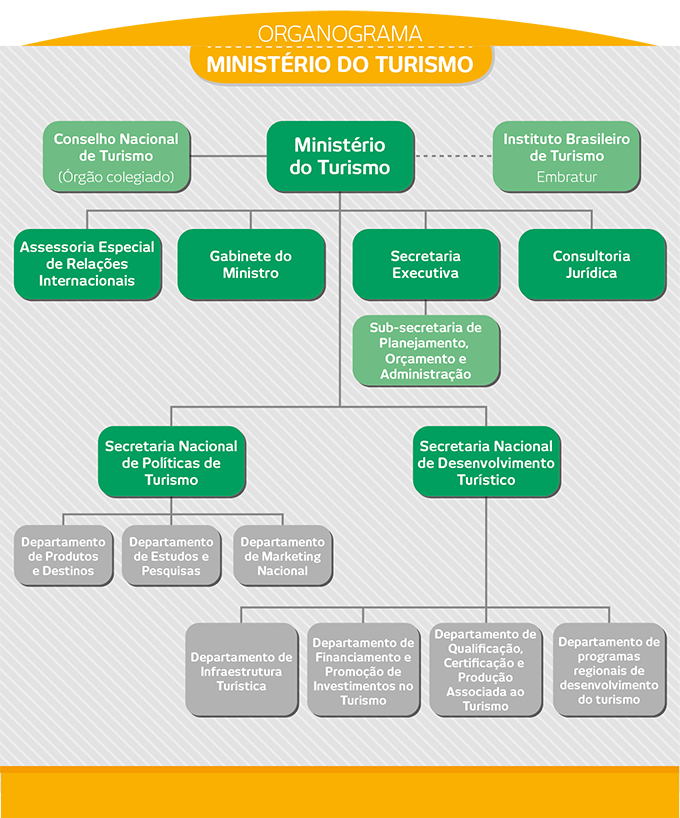 ORGANOGRAMA
MINISTÉRIO DO TURISMO
Conselho Nacional
de Turismo
(Órgão colegiado)
Ministério
do Turismo
Instituto Brasileiro
de Turismo
Embratur
Assessoria Especial
de Relações
Internacionais
Gabinete do
Ministro
Secretaria
Executiva
Consultoria
Jurídica
Sub-secretaria de
Planejamento,
Orçamento e
Administração
Secretaria Nacional
de Políticas de
Turismo
Secretaria Nacional
de Desenvolvimento
Turístico
Departamento
de Produtos
e Destinos
Departamento
de Estudos e
Pesquisas
Departamento
de Marketing
Nacional
Departamento de
Infraestrutura
Turistica
Departamento de
Financiamento e
Promoção de
Investimentos no
Turismo
Departamento de
Qualificação,
Certificação e
Produção
Associada ao
Turismo
Departamento de
programas
regionais de
desenvolvimento
do turismo